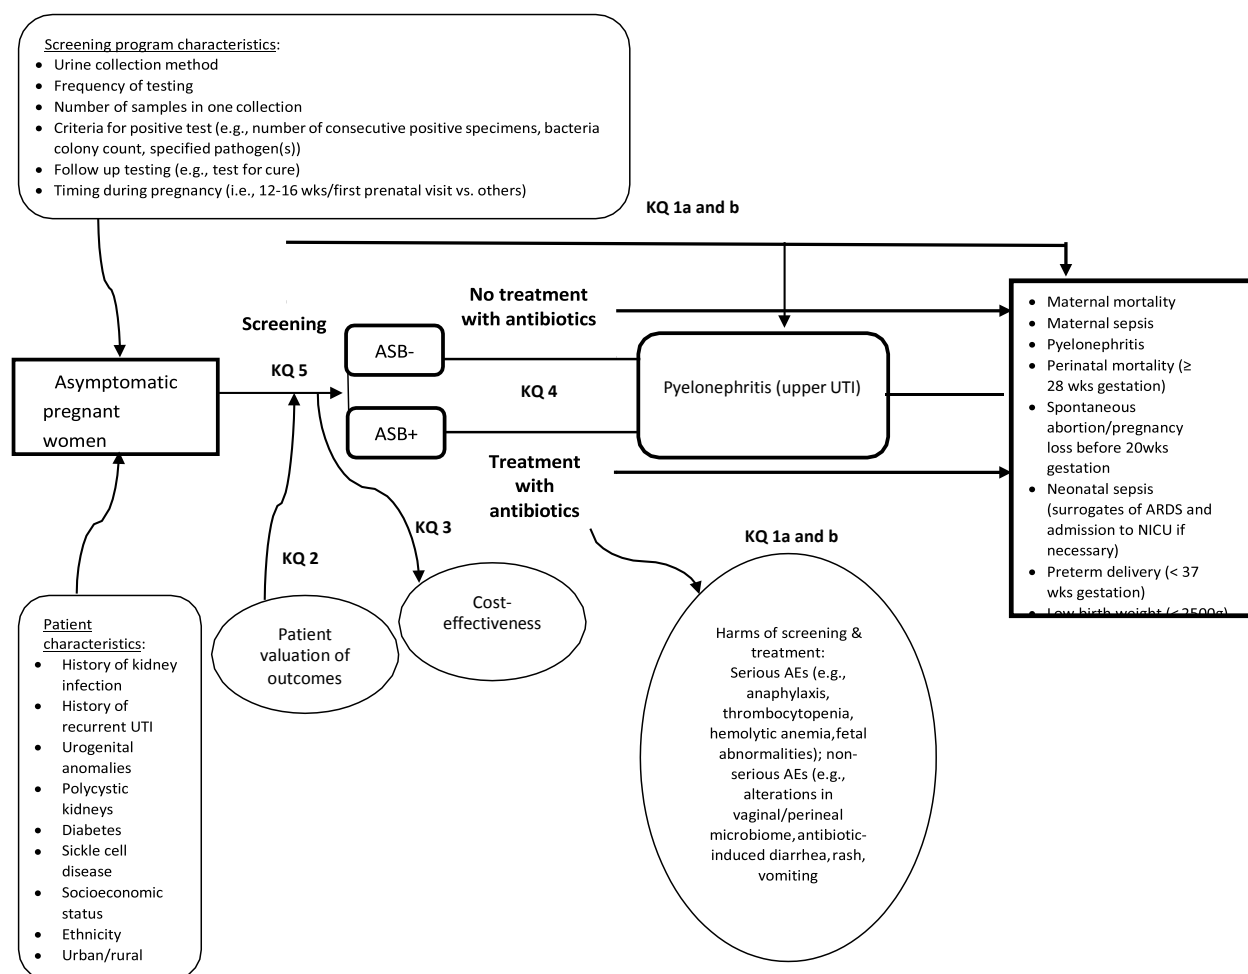 Screening program characteristics:
• Urine collection method
• Frequency of testing
• Number of samples in one collection
• Criteria for positive test (e.g., number of consecutive positive specimens, bacteria
colony count, specified pathogen(s))
• Follow up testing (e.g., test for cure)
• Timing during pregnancy (i.e., 12-16 wks/first prenatal visit vs. others)
KQ 1a and b
No treatment
with antibiotics
Screening
ASB-
KQ 5
KQ 4
ASB+
Asymptomatic
pregnant
women
Pyelonephritis (upper UTI)
Treatment
with
antibiotics
• Maternal mortality
• Maternal sepsis
• Pyelonephritis
• Perinatal mortality (≥
28 wks gestation)
• Spontaneous
abortion/pregnancy
loss before 20wks
gestation
• Neonatal sepsis
(surrogates of ARDS and
admission to NICU if
necessary)
• Preterm delivery (< 37
wks gestation)
• Low birth weight (< 2500g)
KQ 3
KQ 2
KQ 1a and b
Cost-
effectiveness
Patient
valuation of
outcomes
Patient
characteristics:
• History of kidney
infection
• History of
recurrent UTI
• Urogenital
anomalies
• Polycystic
kidneys
• Diabetes
• Sickle cell
disease
• Socioeconomic
status
• Ethnicity
• Urban/rural
Harms of screening &
treatment:
Serious AEs (e.g.,
anaphylaxis,
thrombocytopenia,
hemolytic anemia, fetal
abnormalities); non-
serious AEs (e.g.,
alterations in
vaginal/perineal
microbiome, antibiotic-
induced diarrhea, rash,
vomiting